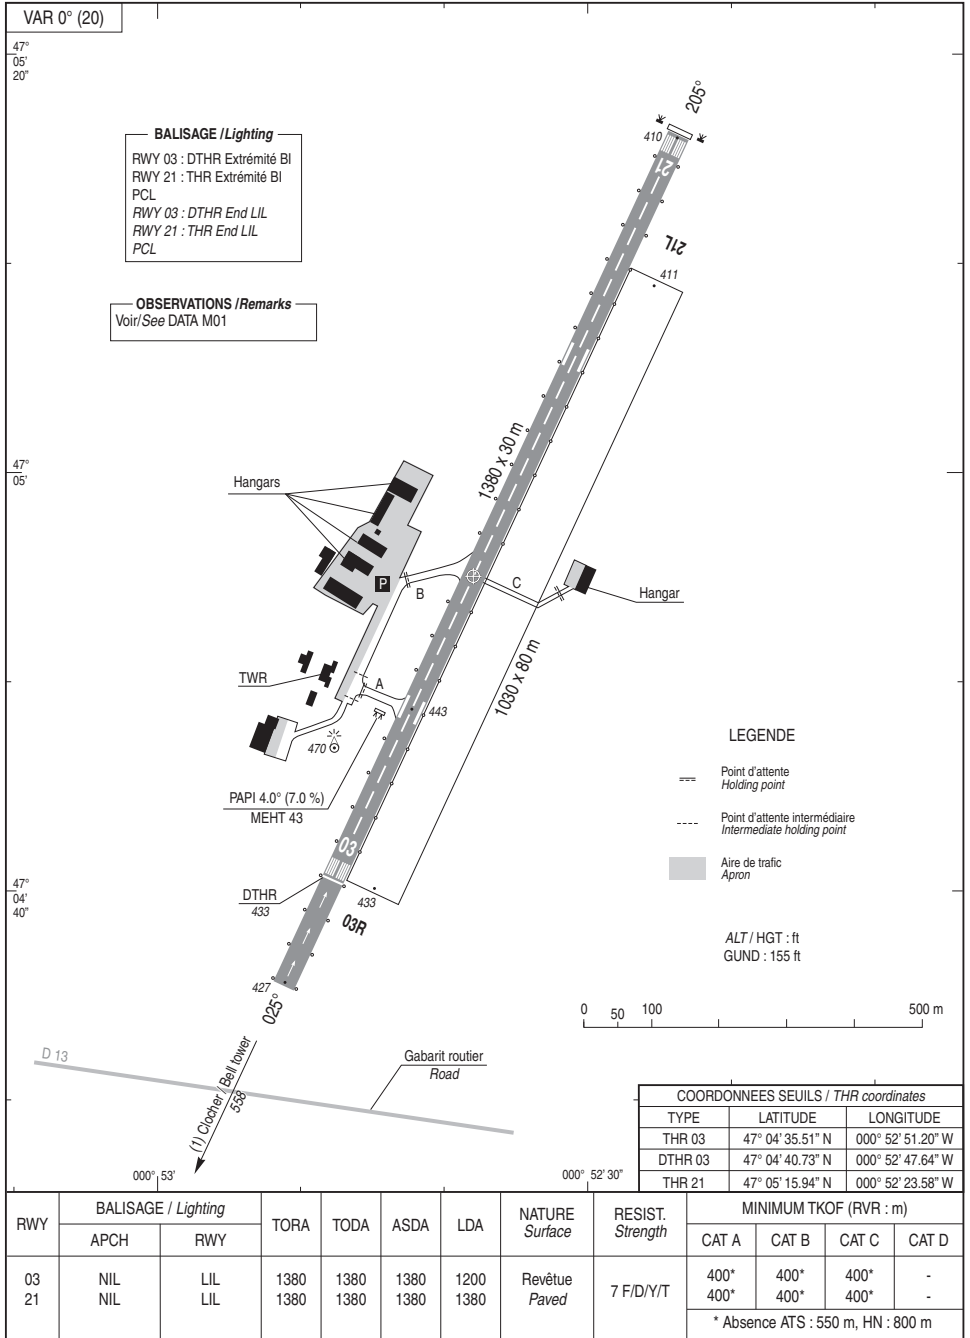 VAR 0° (20)
47°
05'
20"
205°
410
BALISAGE / Lighting
RWY 03 : DTHR Extrémité BI
RWY 21 : THR Extrémité BI
PCL
RWY 03 : DTHR End LIL
RWY 21 : THR End LIL
PCL
21
21L
411
OBSERVATIONS / Remarks
Voir/See DATA M01
1380 x 30 m
47°
05'
Hangars
P
B
C
Hangar
TWR
A
1030 x 80 m
443
470
LEGENDE
Point d'attente
Holding point
Point d'attente intermédiaire
Intermediate holding point
Aire de trafic
Apron
PAPI 4.0° (7.0 %)
MEHT 43
03
47°
04'
40"
DTHR
433
433
03R
ALT / HGT : ft
GUND : 155 ft
427
025°
0 50 100 500 m
D 13
(1) Clocher / Bell tower
558
Gabarit routier
Road
000° 53'
000° 52' 30"
COORDONNEES SEUILS / THR coordinates
TYPE LATITUDE LONGITUDE
THR 03 47° 04' 35.51" N 000° 52' 51.20" W
DTHR 03 47° 04' 40.73" N 000° 52' 47.64" W
THR 21 47° 05' 15.94" N 000° 52' 23.58" W
RWY BALISAGE / Lighting TORA TODA ASDA LDA NATURE RESIST. MINIMUM TKOF (RVR : m)
Surface Strength
APCH RWY CAT A CAT B CAT C CAT D
03 NIL LIL 1380 1380 1380 1200 Revêtue 7 F/D/Y/T 400* 400* 400* -
21 NIL LIL 1380 1380 1380 1380 Paved 400* 400* 400* -
* Absence ATS : 550 m, HN : 800 m